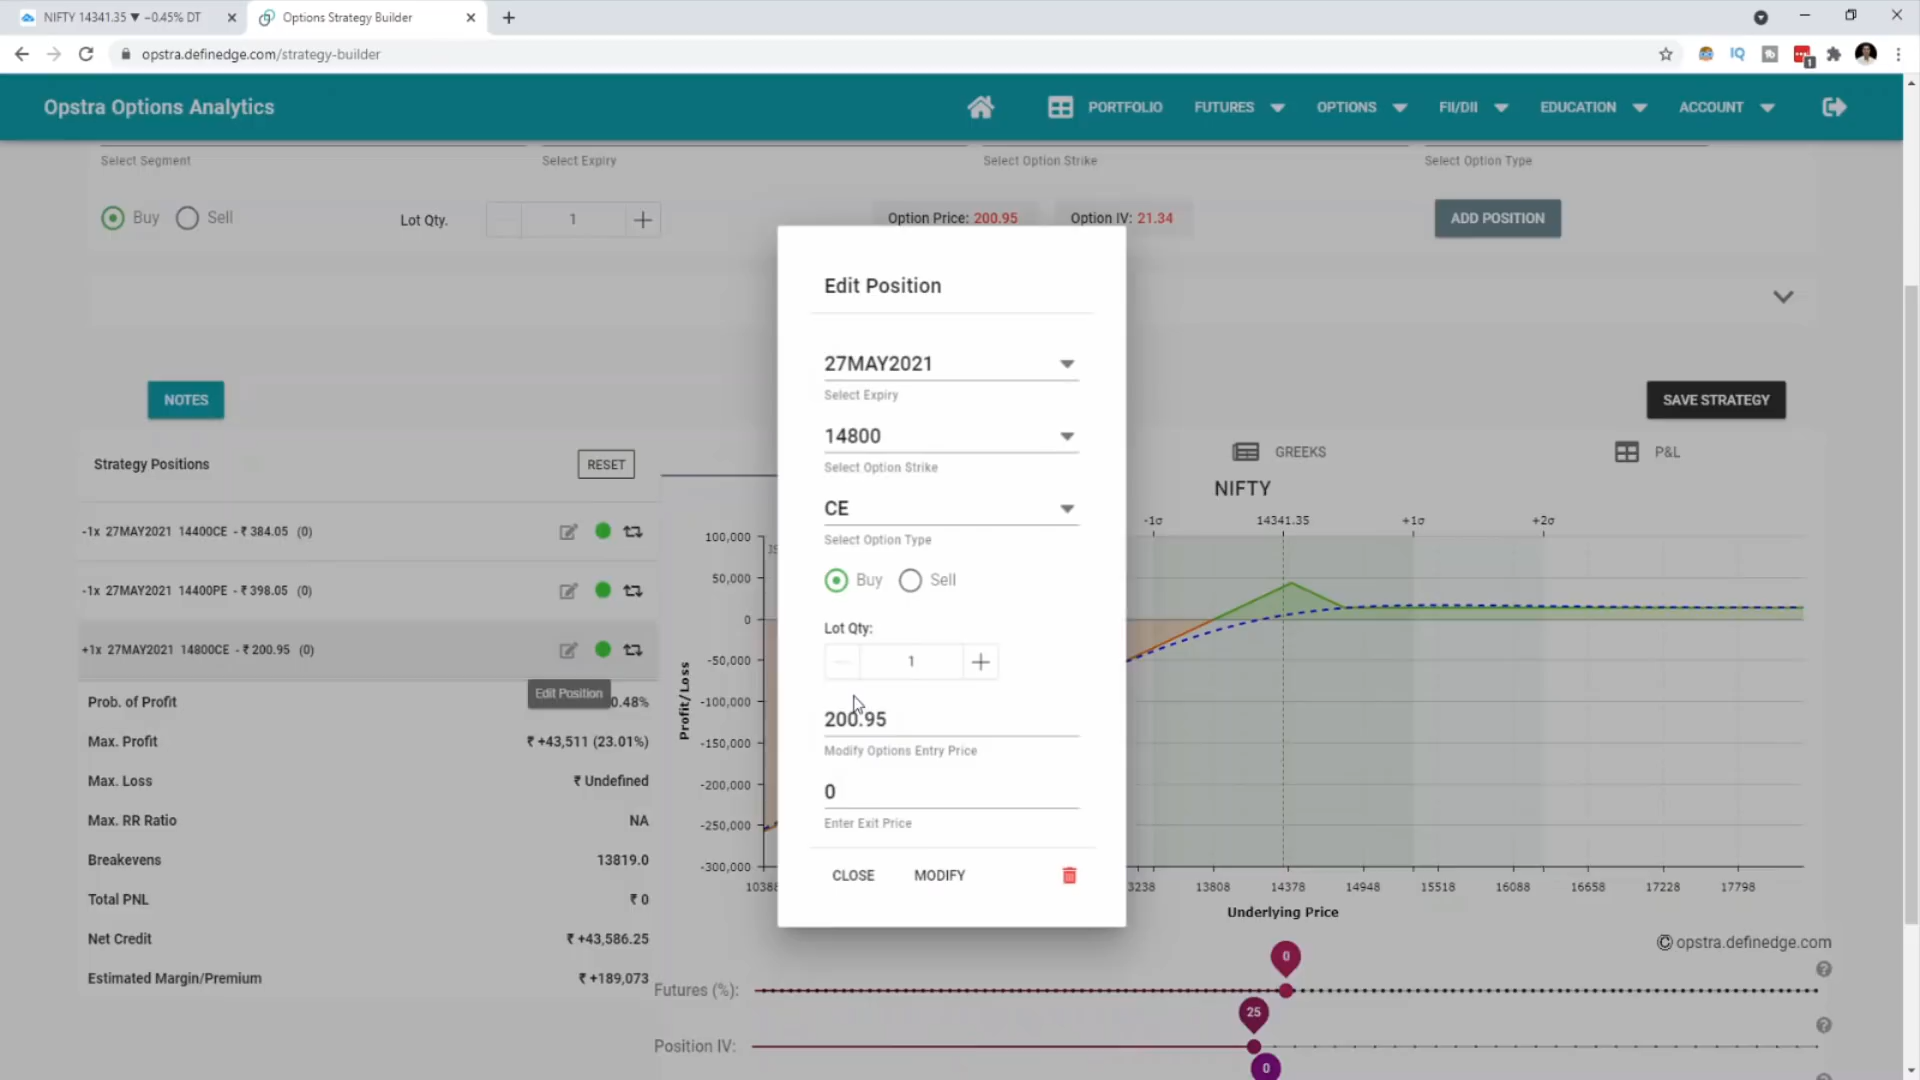 NIFTY 14341.35 ▼ −0.45% DT
Options Strategy Builder
opstra.definedge.com/strategy-builder
IQ
1
Opstra Options Analytics
PORTFOLIO
FUTURES
OPTIONS
FII/DII
EDUCATION
ACCOUNT
Select Segment
Select Expiry
Select Option Strike
Select Option Type
Buy
Sell
Lot Qty.
1
Option Price: 200.95
Option IV: 21.34
ADD POSITION
NOTES
SAVE STRATEGY
Strategy Positions
RESET
-1x 27MAY2021 14400CE - ₹ 384.05 (0)
-1x 27MAY2021 14400PE - ₹ 398.05 (0)
+1x 27MAY2021 14800CE - ₹ 200.95 (0)
Edit Position
Prob. of Profit
0.48%
Max. Profit
₹ +43,511 (23.01%)
Max. Loss
₹ Undefined
Max. RR Ratio
NA
Breakevens
13819.0
Total PNL
₹ 0
Net Credit
₹ +43,586.25
Estimated Margin/Premium
₹ +189,073
Edit Position
27MAY2021
Select Expiry
14800
Select Option Strike
CE
Select Option Type
Buy
Sell
Lot Qty:
1
200.95
Modify Options Entry Price
0
Enter Exit Price
CLOSE
MODIFY
GREEKS
P&L
NIFTY
-1σ
14341.35
+1σ
+2σ
100,000
50,000
0
-50,000
-100,000
-150,000
-200,000
-250,000
-300,000
Profit/Loss
10388
3238
13808
14378
14948
15518
16088
16658
17228
17798
Underlying Price
© opstra.definedge.com
0
Futures (%):
25
Position IV:
0